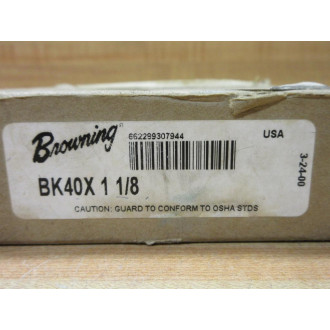 Browning®
662299307944
USA
BK40X 1 1/8
3-24-00
CAUTION: GUARD TO CONFORM TO OSHA STDS